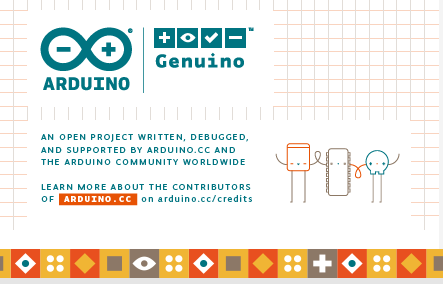 ARDUINO
Genuino™
AN OPEN PROJECT WRITTEN, DEBUGGED,
AND SUPPORTED BY ARDUINO.CC AND
THE ARDUINO COMMUNITY WORLDWIDE
LEARN MORE ABOUT THE CONTRIBUTORS
OF ARDUINO.CC on arduino.cc/credits